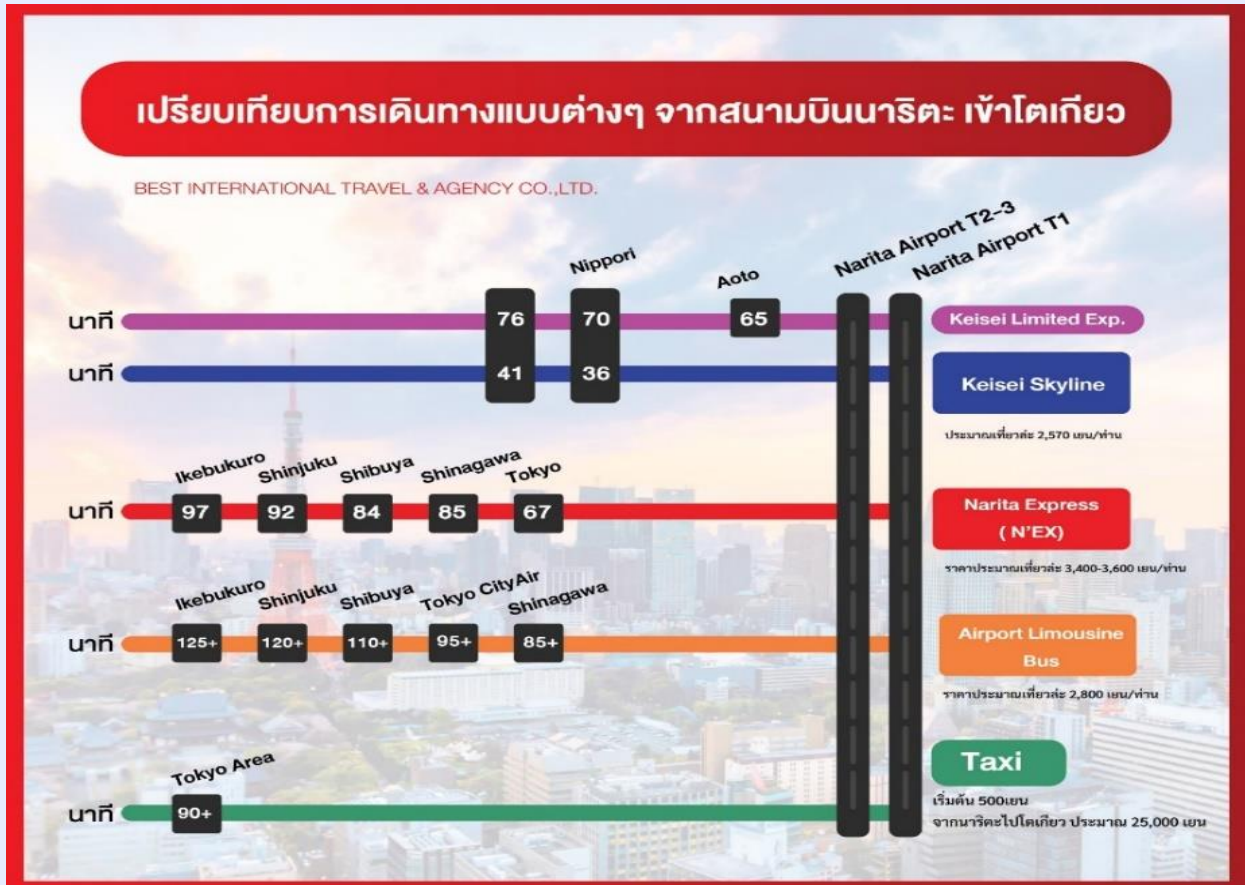 เปรียบเทียบการเดินทางแบบต่างๆ จากสนามบินนาริตะ เข้าโตเกียว
BEST INTERNATIONAL TRAVEL & AGENCY CO.,LTD.
Nippori
Aoto
Narita Airport T2-3
Narita Airport T1
นาที 76 70 65 Keisei Limited Exp.
นาที 41 36 Keisei Skyline
ประมาณเที่ยวล่ะ 2,570 เยน/ท่าน
Ikebukuro Shinjuku Shibuya Shinagawa Tokyo
นาที 97 92 84 85 67 Narita Express
( N'EX)
ราคาประมาณเที่ยวล่ะ 3,400-3,600 เยน/ท่าน
Ikebukuro Shinjuku Shibuya Tokyo CityAir Shinagawa
นาที 125+ 120+ 110+ 95+ 85+ Airport Limousine
Bus
ราคาประมาณเที่ยวล่ะ 2,800 เยน/ท่าน
Tokyo Area
Taxi
นาที 90+ เริ่มต้น 500เยน
จากนาริตะไปโตเกียว ประมาณ 25,000 เยน